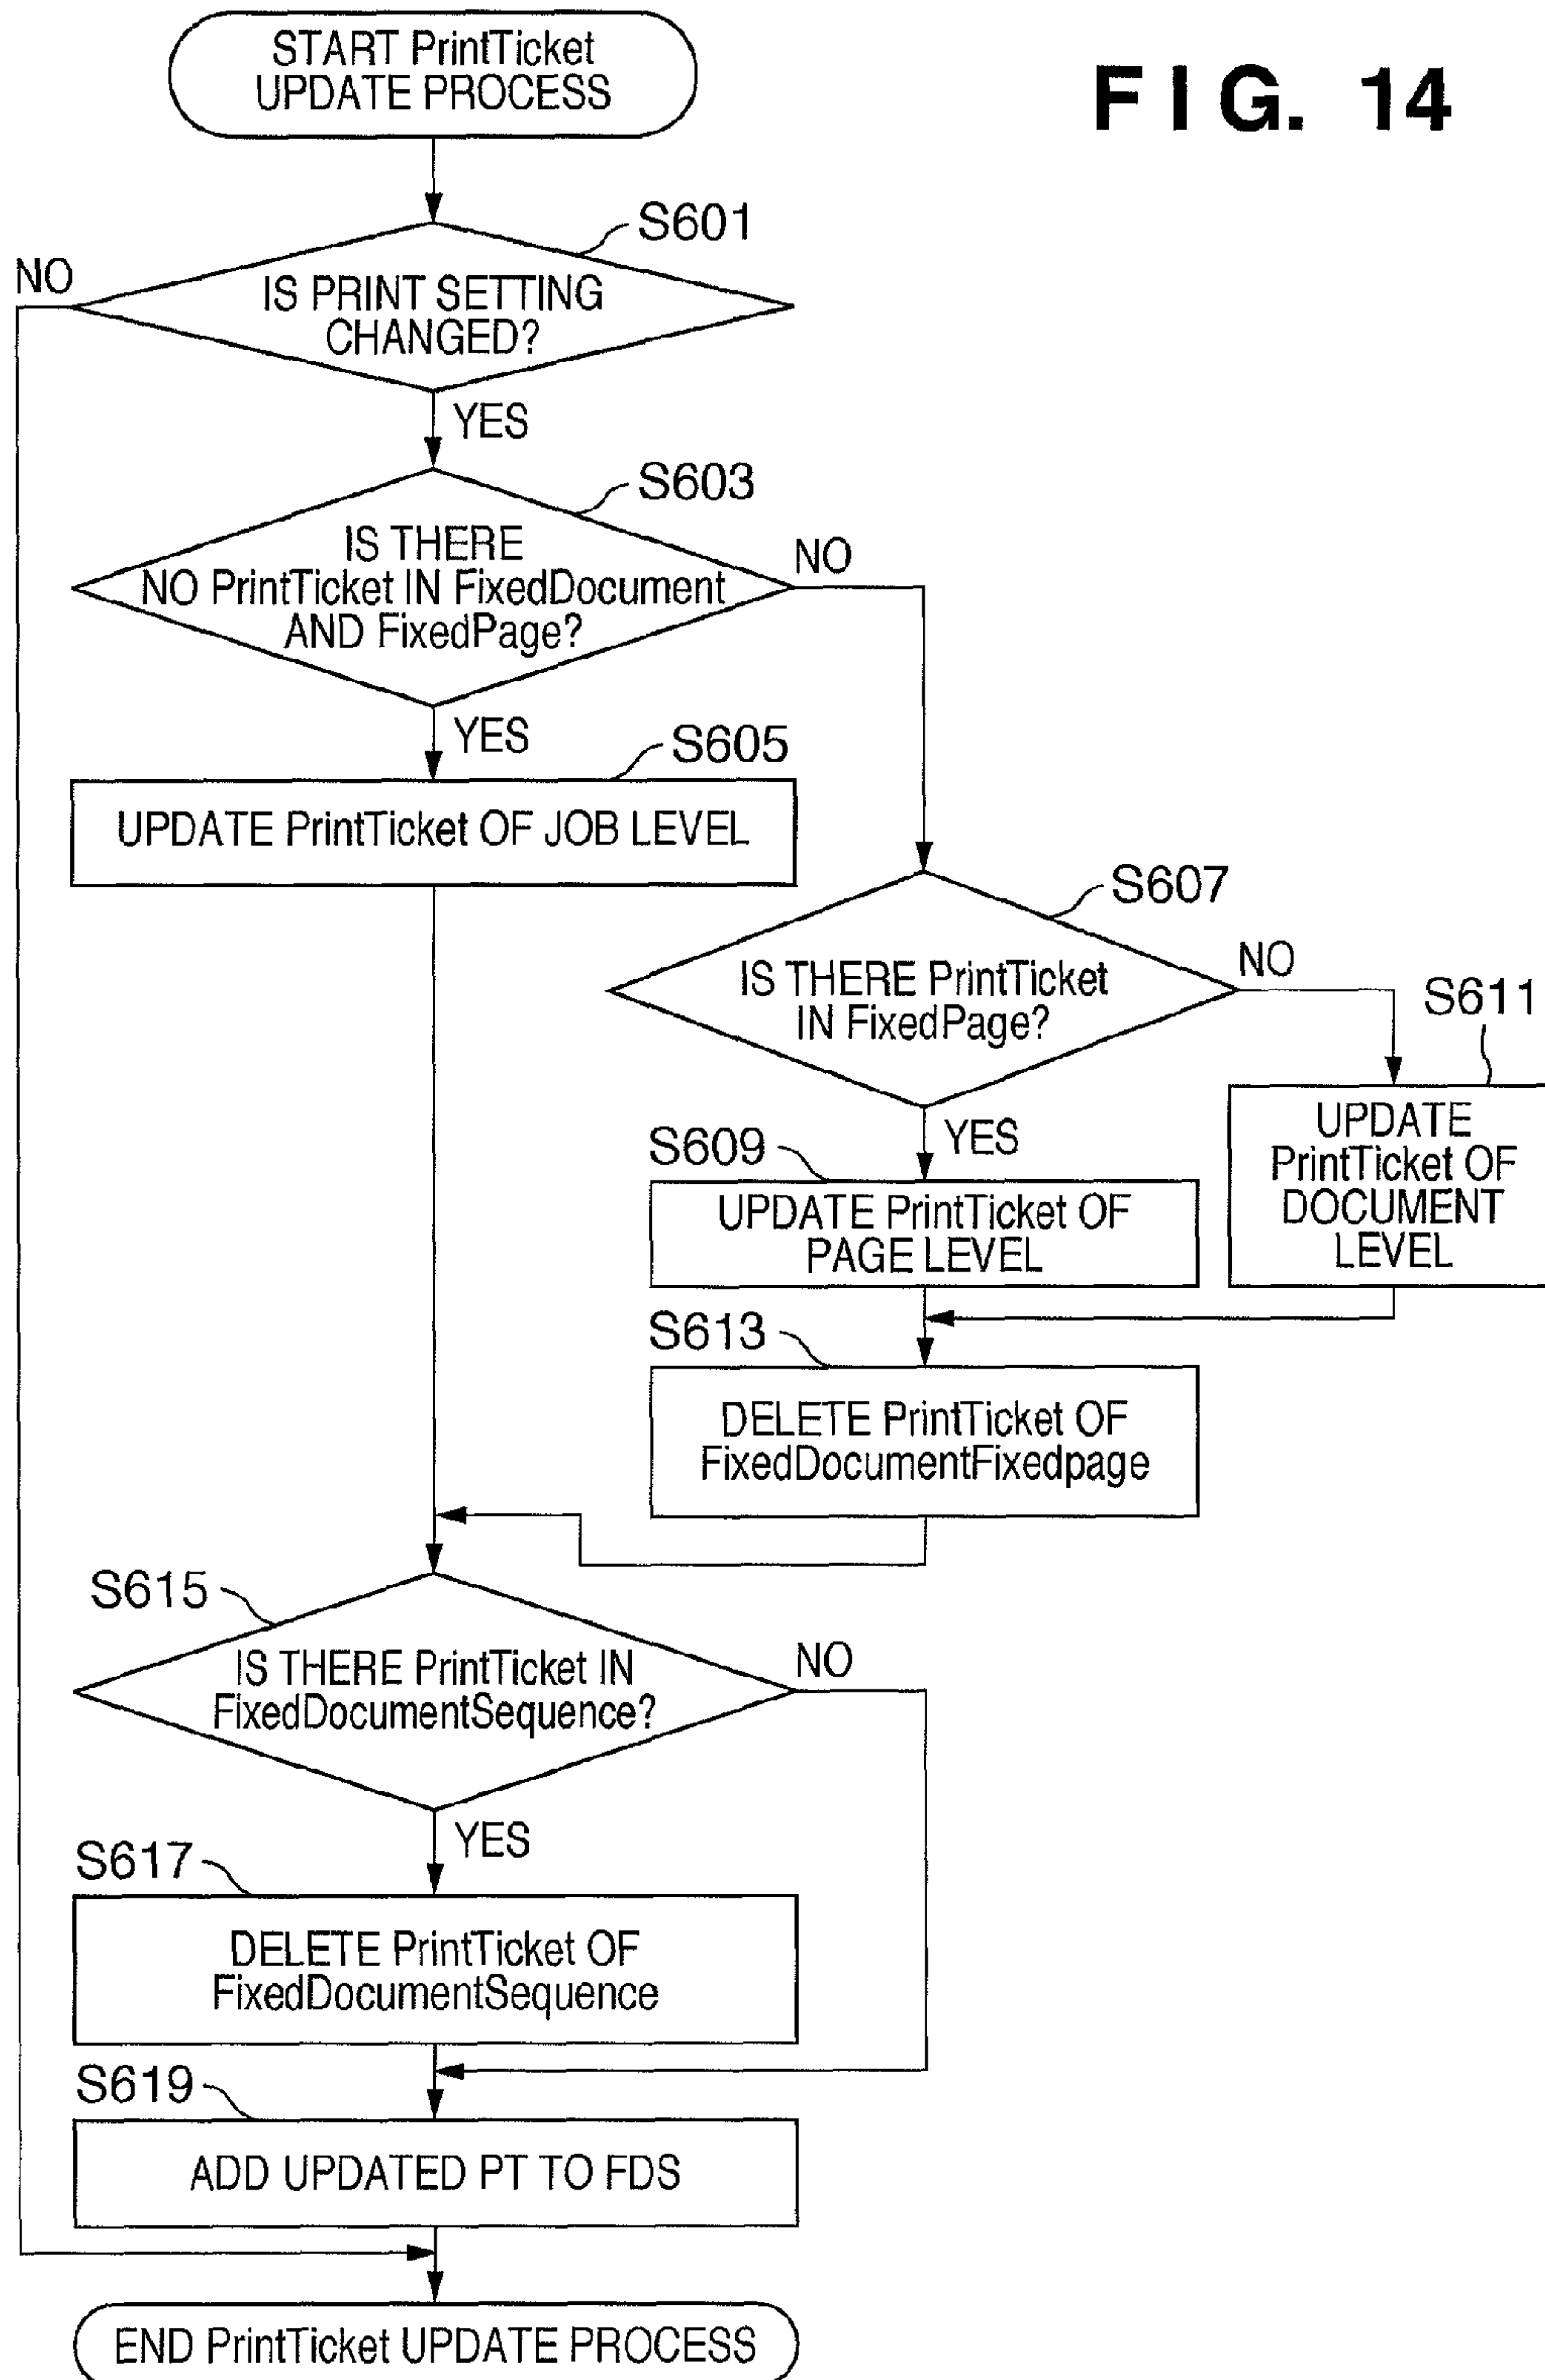 START PrintTicket
UPDATE PROCESS
FIG. 14
S601
NO
IS PRINT SETTING
CHANGED?
YES
S603
IS THERE
NO PrintTicket IN FixedDocument
AND FixedPage?
NO
YES
S605
UPDATE PrintTicket OF JOB LEVEL
S607
IS THERE PrintTicket
IN FixedPage?
NO
S611
UPDATE
PrintTicket OF
DOCUMENT
LEVEL
YES
S609
UPDATE PrintTicket OF
PAGE LEVEL
S613
DELETE PrintTicket OF
FixedDocumentFixedpage
S615
IS THERE PrintTicket IN
FixedDocumentSequence?
NO
YES
S617
DELETE PrintTicket OF
FixedDocumentSequence
S619
ADD UPDATED PT TO FDS
END PrintTicket UPDATE PROCESS